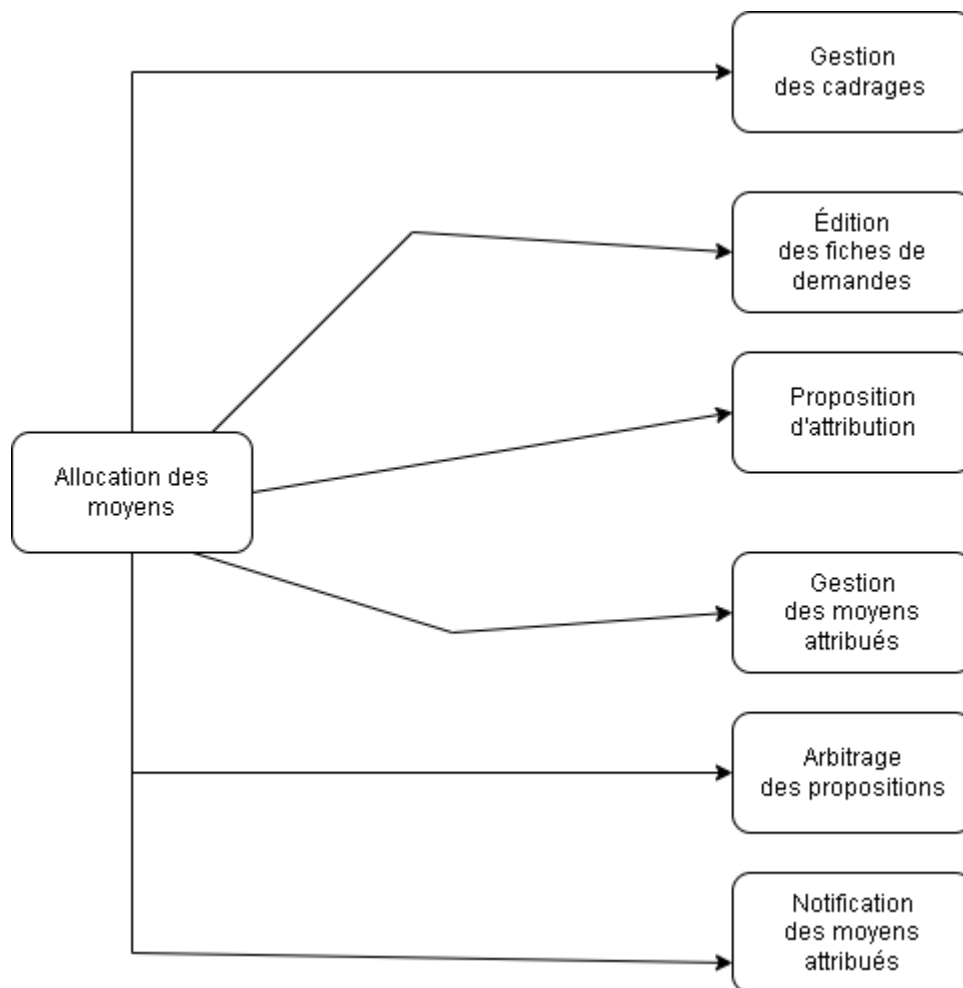 Gestion
des cadrages
Édition
des fiches de
demandes
Proposition
d'attribution
Allocation des
moyens
Gestion
des moyens
attribués
Arbitrage
des propositions
Notification
des moyens
attribués